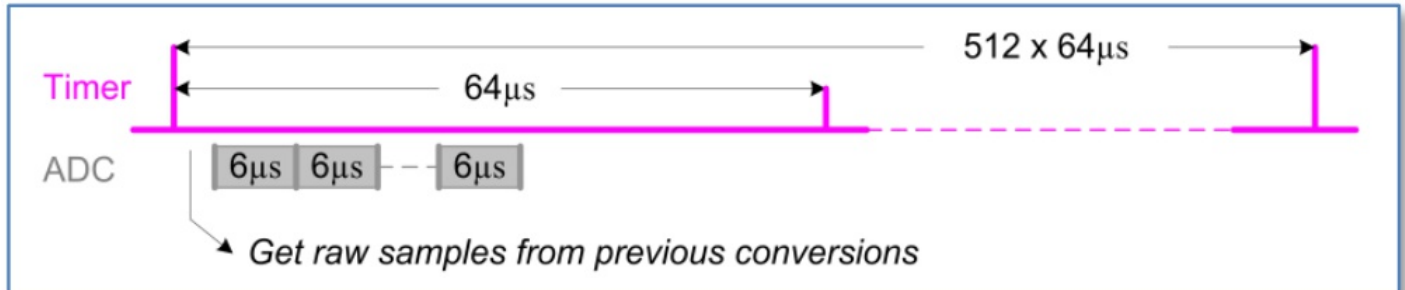 512 x 64µs
Timer
64µs
ADC
6µs 6µs 6µs
Get raw samples from previous conversions